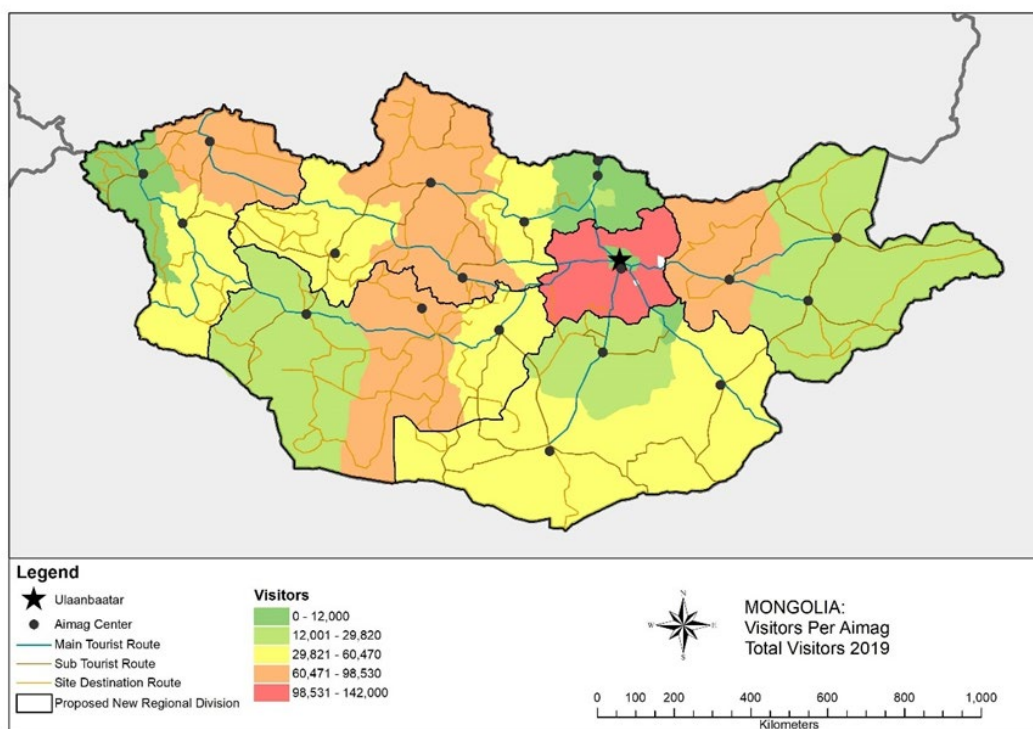 Legend
Ulaanbaatar
Aimag Center
Main Tourist Route
Sub Tourist Route
Site Destination Route
Proposed New Regional Division
Visitors
0 - 12,000
12,001 - 29,820
29,821 - 60,470
60,471 - 98,530
98,531 - 142,000
N
W
E
S
MONGOLIA:
Visitors Per Aimag
Total Visitors 2019
0 200 400 600 800 1,000
Kilometers